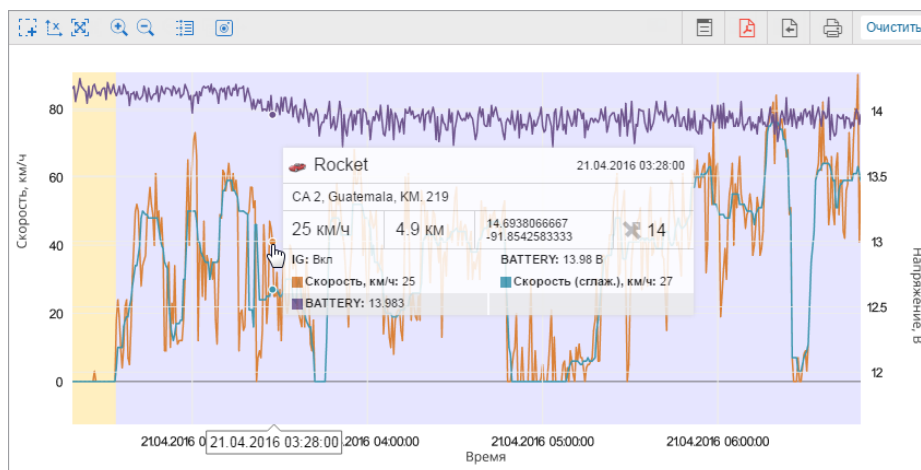 Очистить
Скорость, км/ч
80
60
40
20
0
14
13.5
13
12.5
12
Напряжение, В
Rocket 21.04.2016 03:28:00
CA 2, Guatemala, KM. 219
25 км/ч 4.9 км 14.6938066667 -91.8542583333 14
IG: Вкл BATTERY: 13.98 В
Скорость, км/ч: 25 Скорость (сглаж.), км/ч: 27
BATTERY: 13.983
21.04.2016 0 21.04.2016 03:28:00 .2016 04:00:00 21.04.2016 05:00:00 21.04.2016 06:00:00
Время